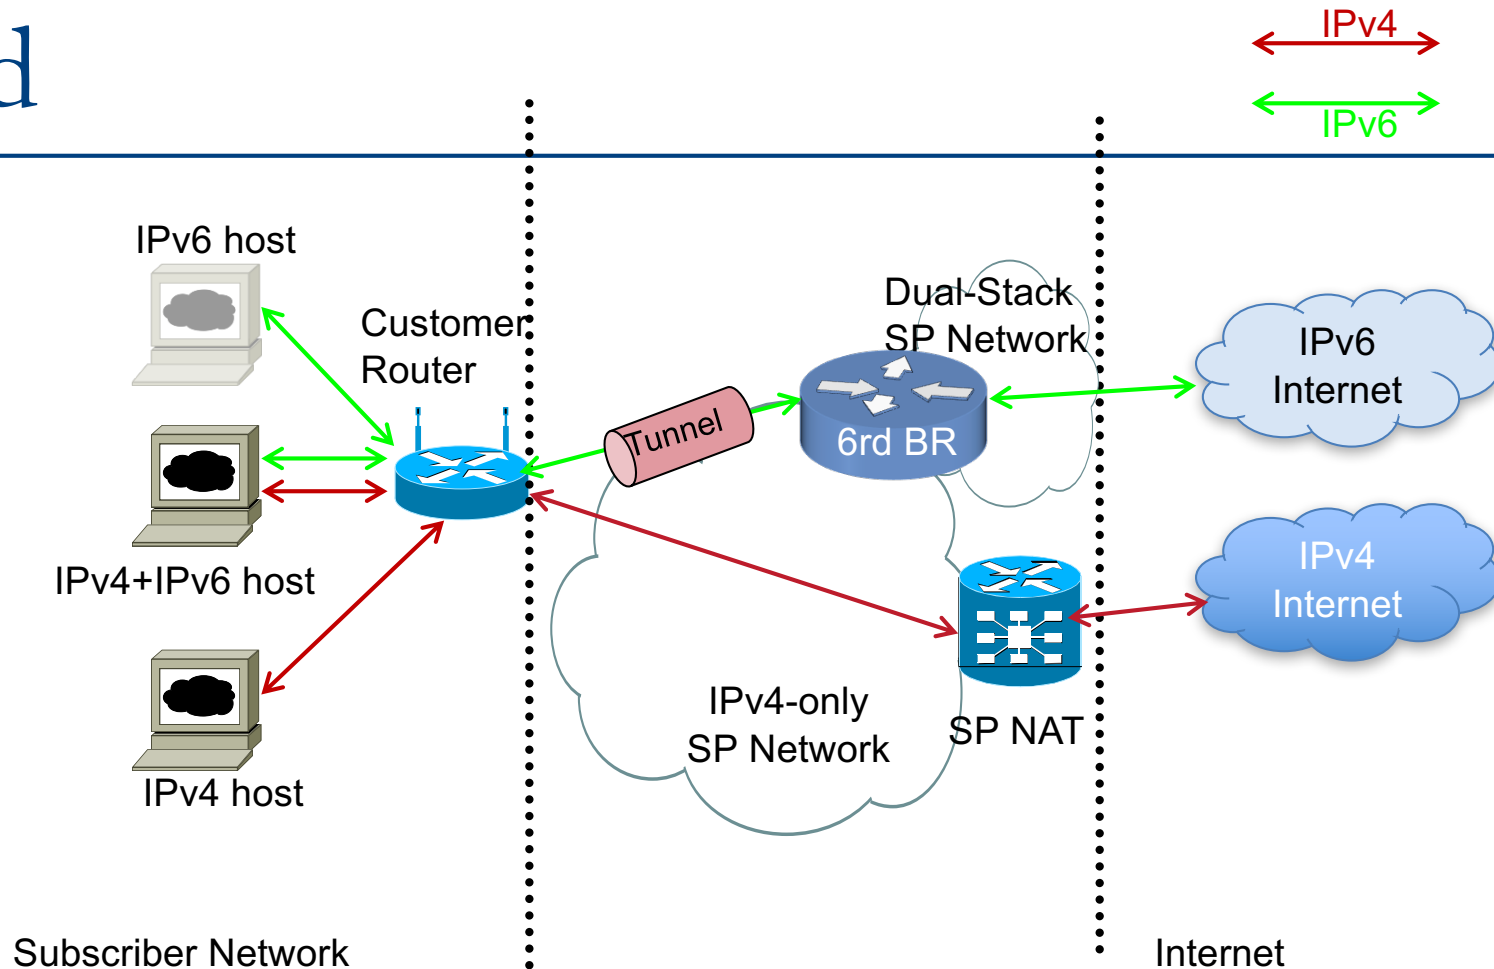 d
IPv4
IPv6
IPv6 host
Customer
Router
Dual-Stack
SP Network
IPv6
Internet
Tunnel
6rd BR
IPv4+IPv6 host
IPv4
Internet
IPv4-only
SP Network
SP NAT
IPv4 host
Subscriber Network
Internet